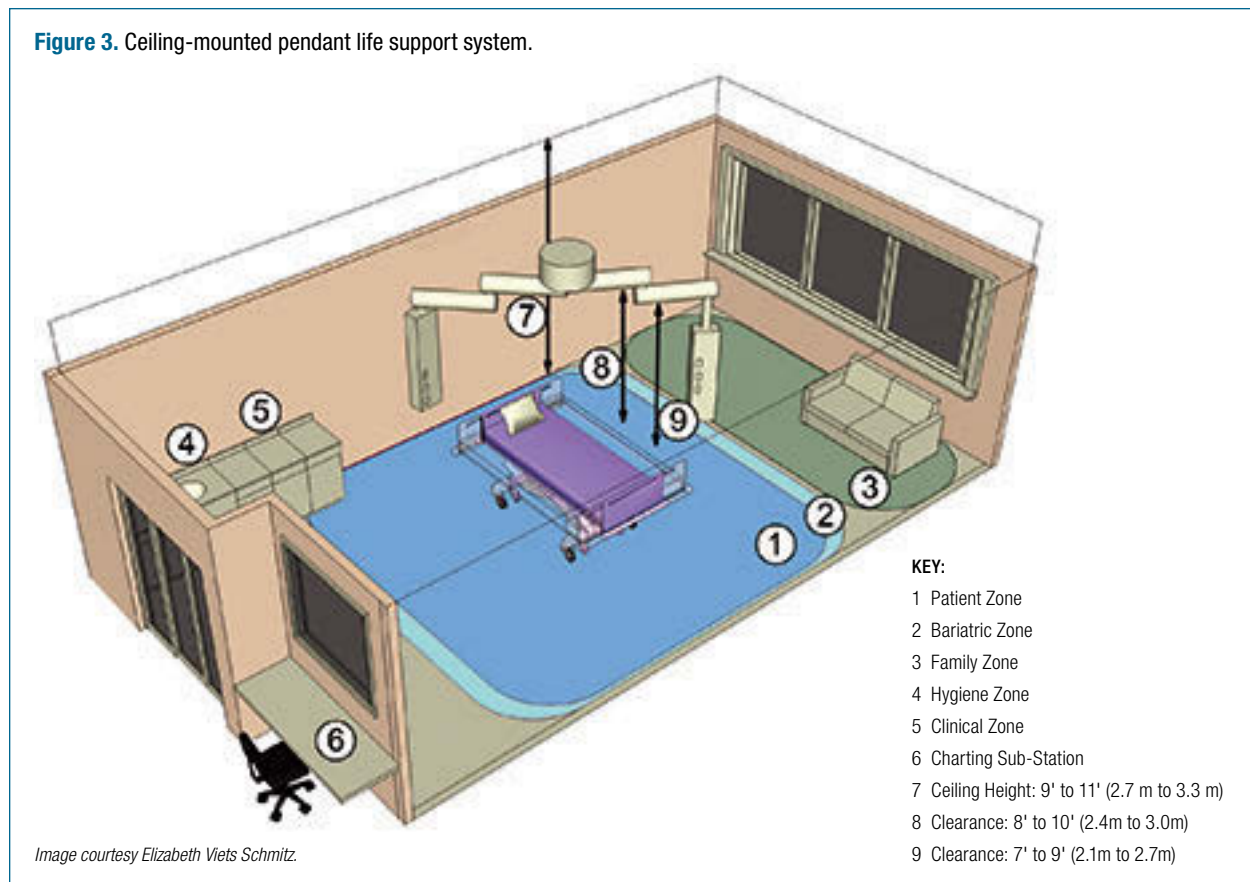 Figure 3. Ceiling-mounted pendant life support system.
7
8
9
5
4
3
2
1
6
KEY:
1 Patient Zone
2 Bariatric Zone
3 Family Zone
4 Hygiene Zone
5 Clinical Zone
6 Charting Sub-Station
7 Ceiling Height: 9' to 11' (2.7 m to 3.3 m)
8 Clearance: 8' to 10' (2.4m to 3.0m)
9 Clearance: 7' to 9' (2.1m to 2.7m)
Image courtesy Elizabeth Viets Schmitz.